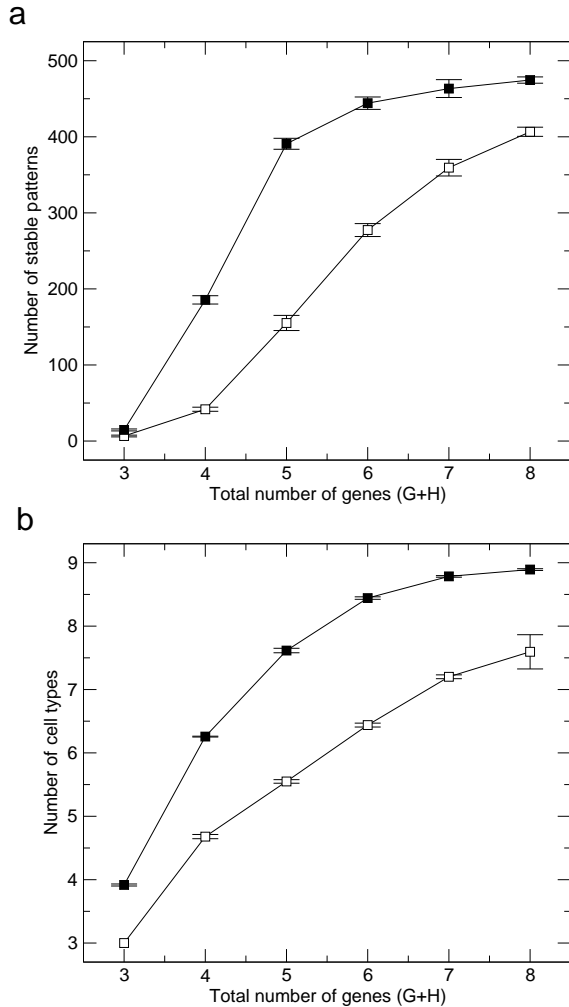 a
500
400
300
200
100
0
Number of stable patterns
3 4 5 6 7 8
Total number of genes (G+H)
b
9
8
7
6
5
4
3
Number of cell types
3 4 5 6 7 8
Total number of genes (G+H)